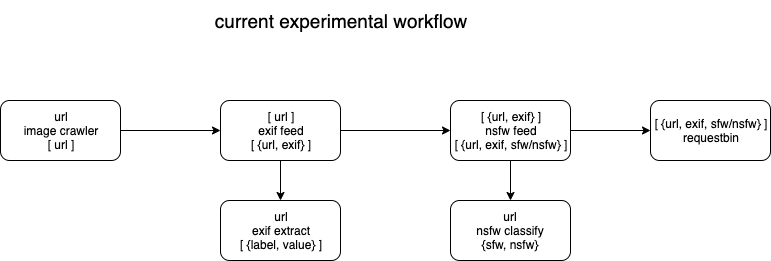 current experimental workflow
url
image crawler
[ url ]
[ url ]
exif feed
[ {url, exif} ]
[ {url, exif} ]
nsfw feed
[ {url, exif, sfw/nsfw} ]
[ {url, exif, sfw/nsfw} ]
requestbin
url
exif extract
[ {label, value} ]
url
nsfw classify
{sfw, nsfw}